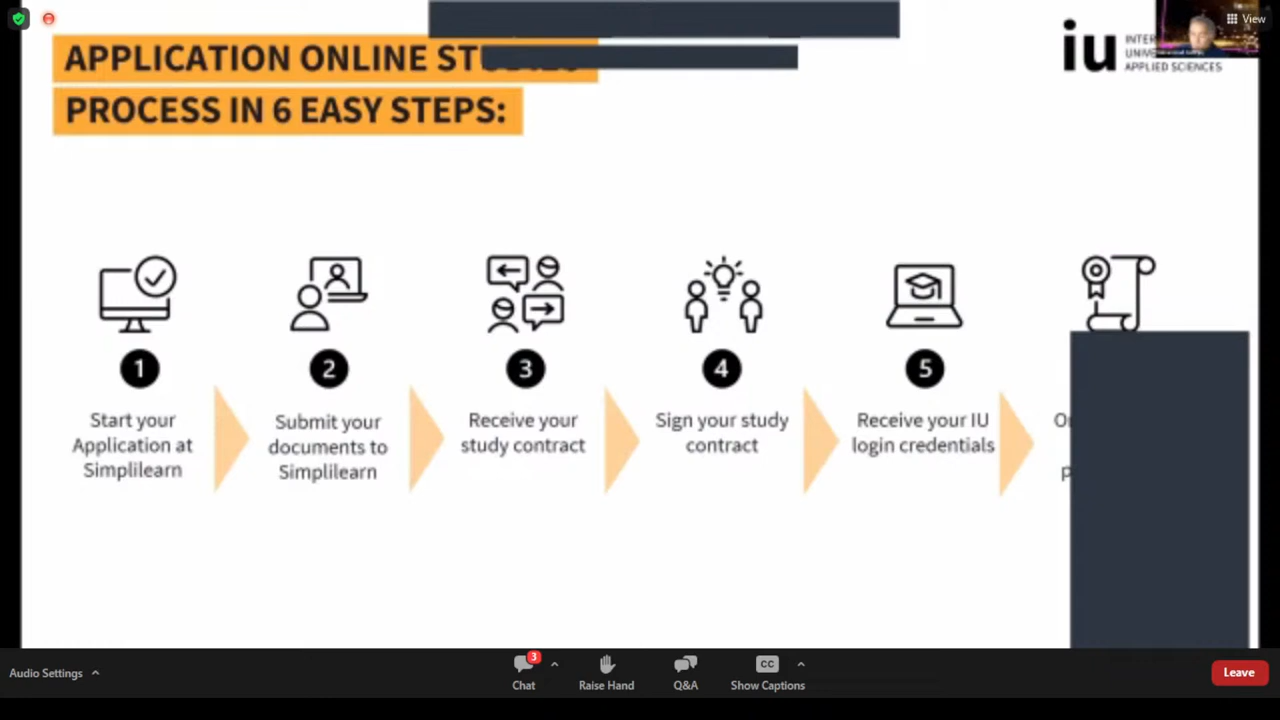 View
APPLICATION ONLINE
PROCESS IN 6 EASY STEPS:
iu
APPLIED SCIENCES
1
2
3
4
5
Start your
Application at
Simplilearn
Submit your
documents to
Simplilearn
Receive your
study contract
Sign your study
contract
Receive your IU
login credentials
Audio Settings
3
Chat
Raise Hand
Q&A
CC
Show Captions
Leave